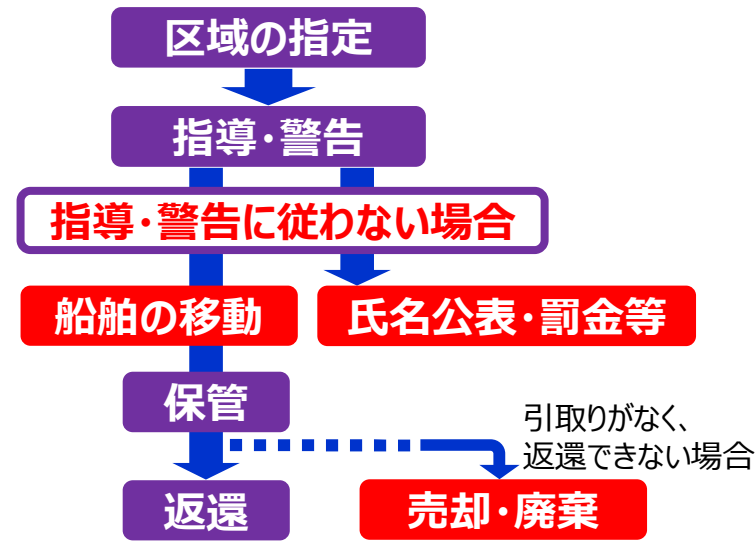 区域の指定
指導・警告
指導・警告に従わない場合
船舶の移動
氏名公表・罰金等
保管
引取りがなく、
返還できない場合
返還
売却・廃棄